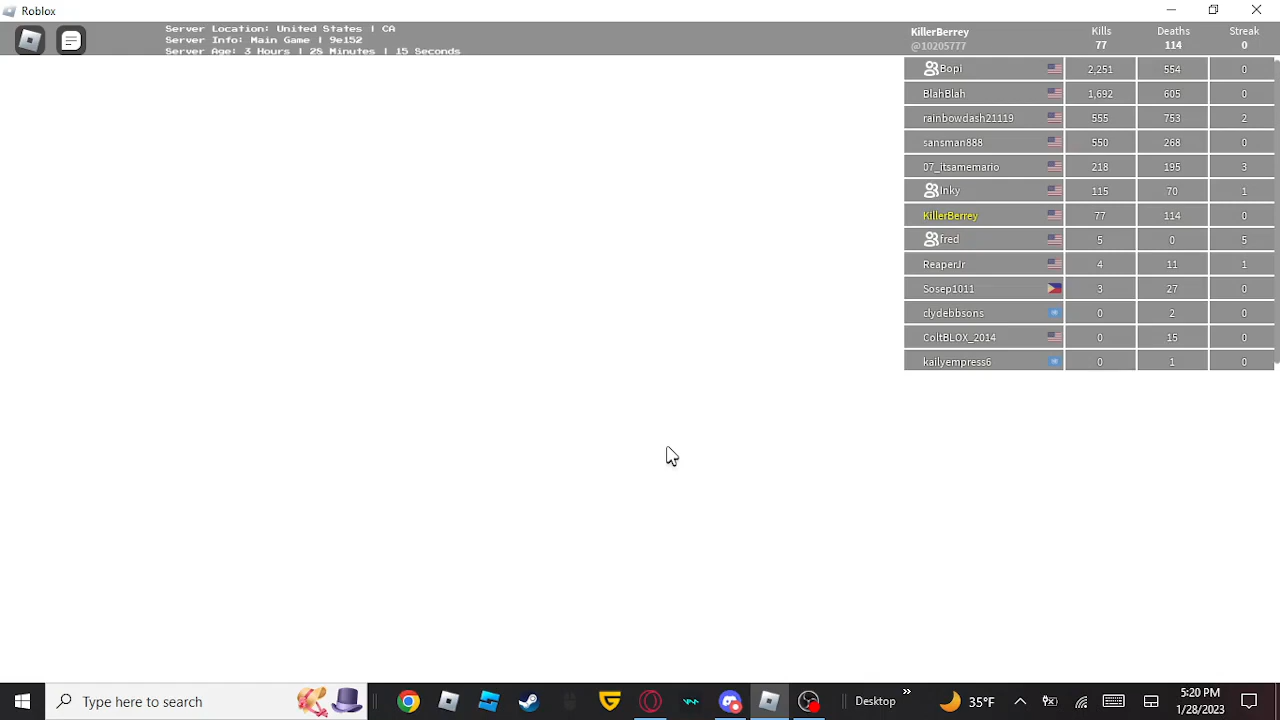 Roblox
Server Location: United States | CA
Server Info: Main Game | 9e152
Server Age: 3 Hours | 28 Minutes | 15 Seconds
KillerBerrey Kills Deaths Streak
@10205777 77 114 0
Bopi 2,251 554 0
BlahBlah 1,692 605 0
rainbowdash21119 555 753 2
sansman888 550 268 0
07_itsamemario 218 195 3
Inky 115 70 1
KillerBerrey 77 114 0
fred 5 0 5
ReaperJr 4 11 1
Sosep1011 3 27 0
clydebbsons 0 2 0
ColtBLOX_2014 0 15 0
kailyempress6 0 1 0
Type here to search
Desktop
35°F
5:20 PM
1/28/2023